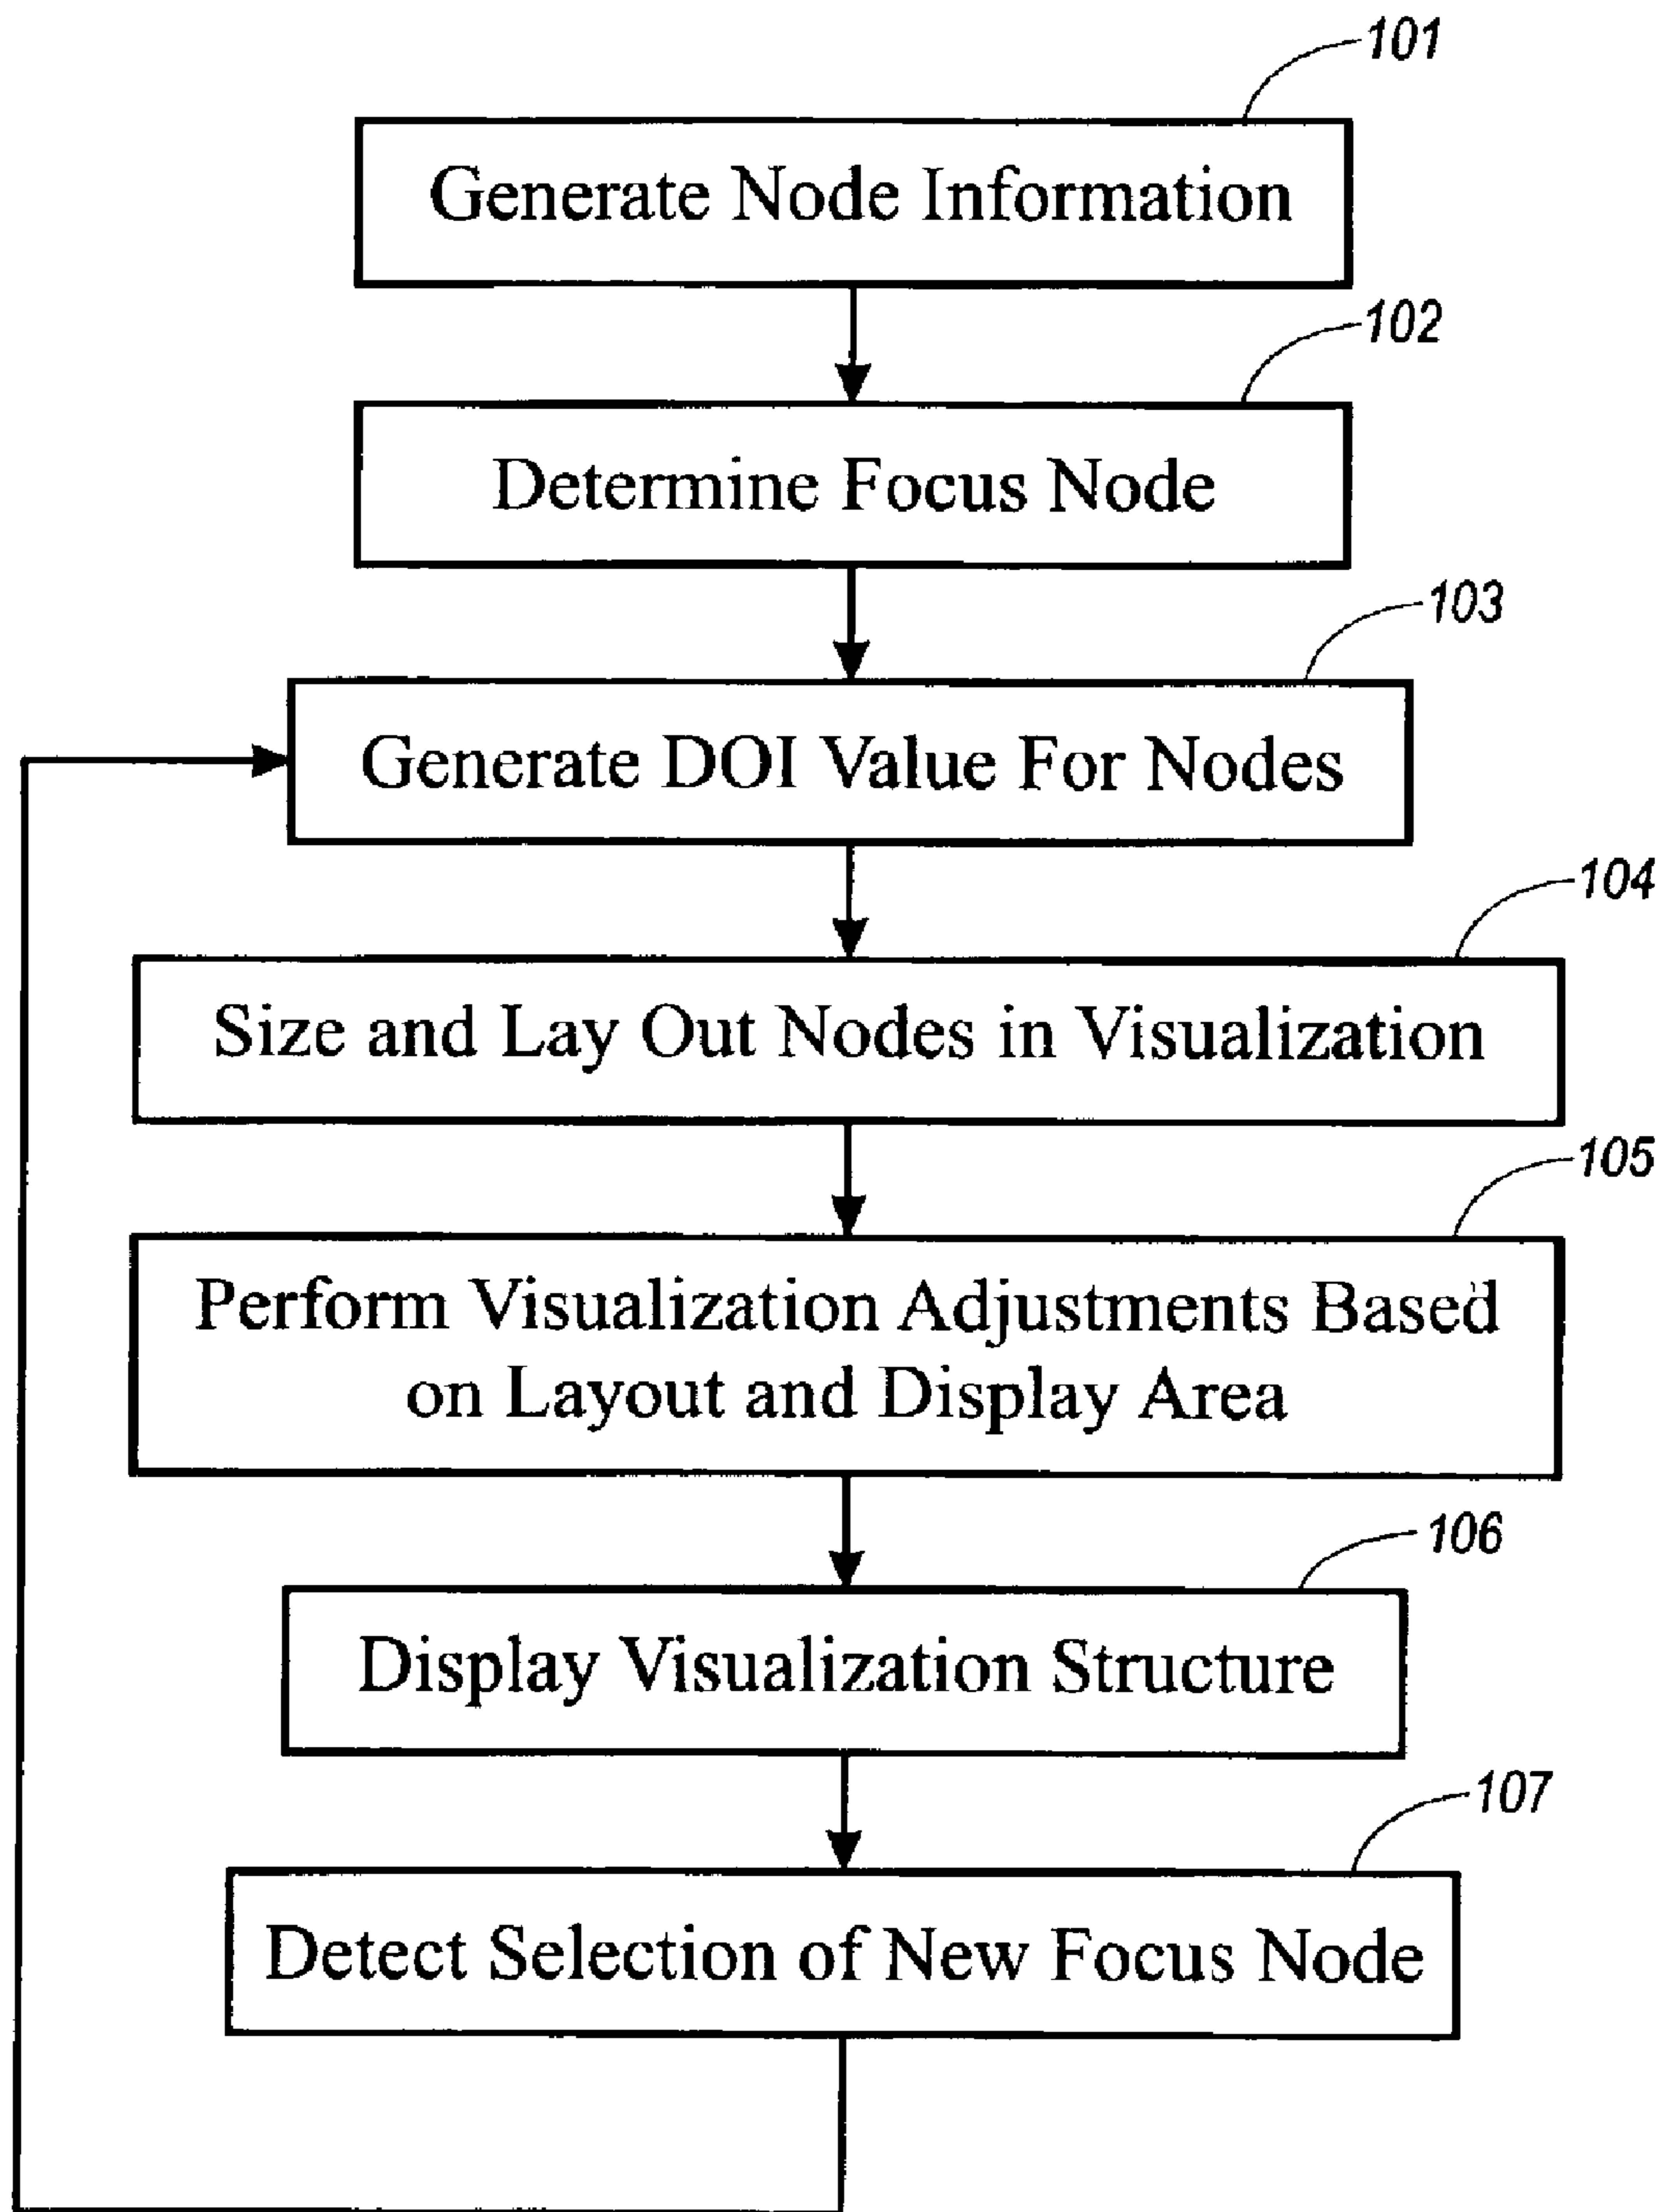 101
Generate Node Information
102
Determine Focus Node
103
Generate DOI Value For Nodes
104
Size and Lay Out Nodes in Visualization
105
Perform Visualization Adjustments Based
on Layout and Display Area
106
Display Visualization Structure
107
Detect Selection of New Focus Node